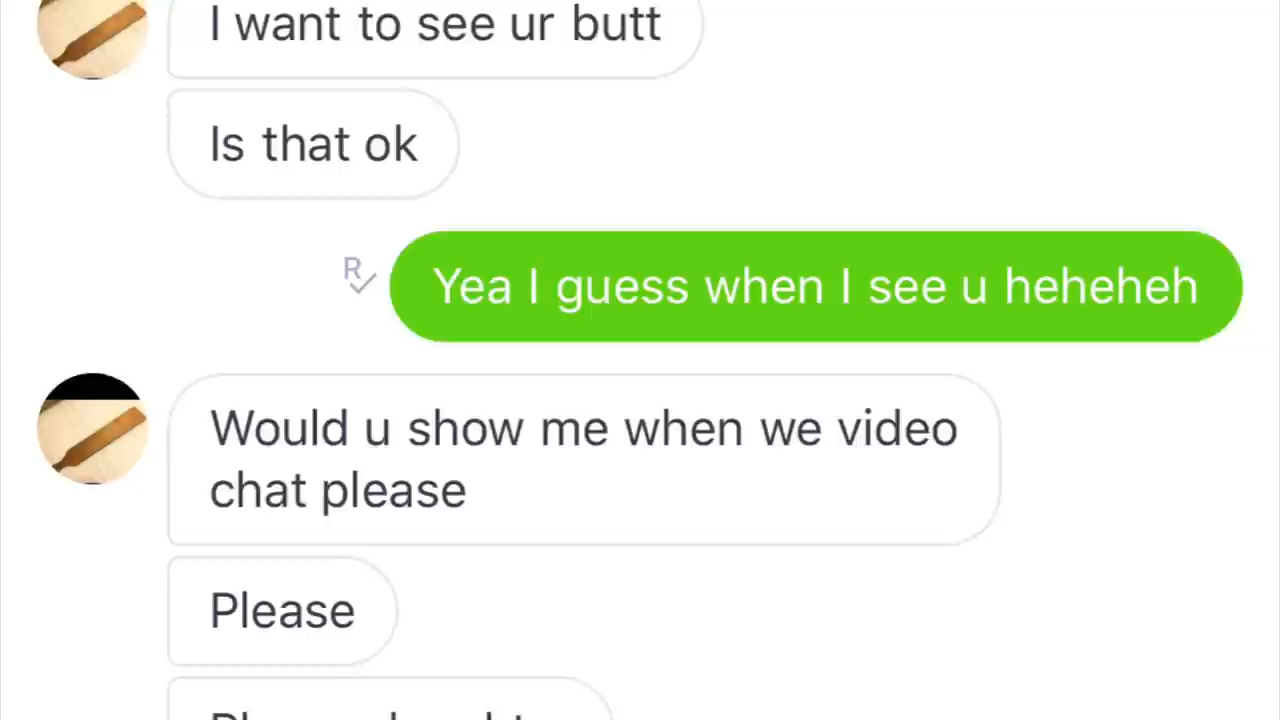 I want to see ur butt
Is that ok
R
Yea I guess when I see u heheheh
Would u show me when we video
chat please
Please